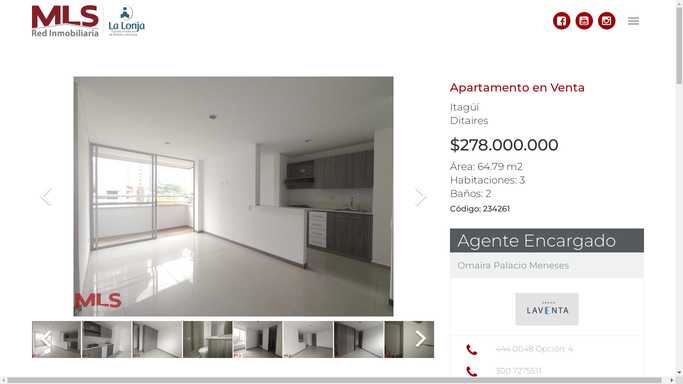 MLS
Red Inmobiliaria
La Lonja
Apartamento en Venta
Itagüí
Ditaires
$278.000.000
Área: 64.79 m2
Habitaciones: 3
Baños: 2
Código: 234261
MLS
Agente Encargado
Omaira Palacio Meneses
LAVENTA
444 0048 Opción: 4
300 7275511